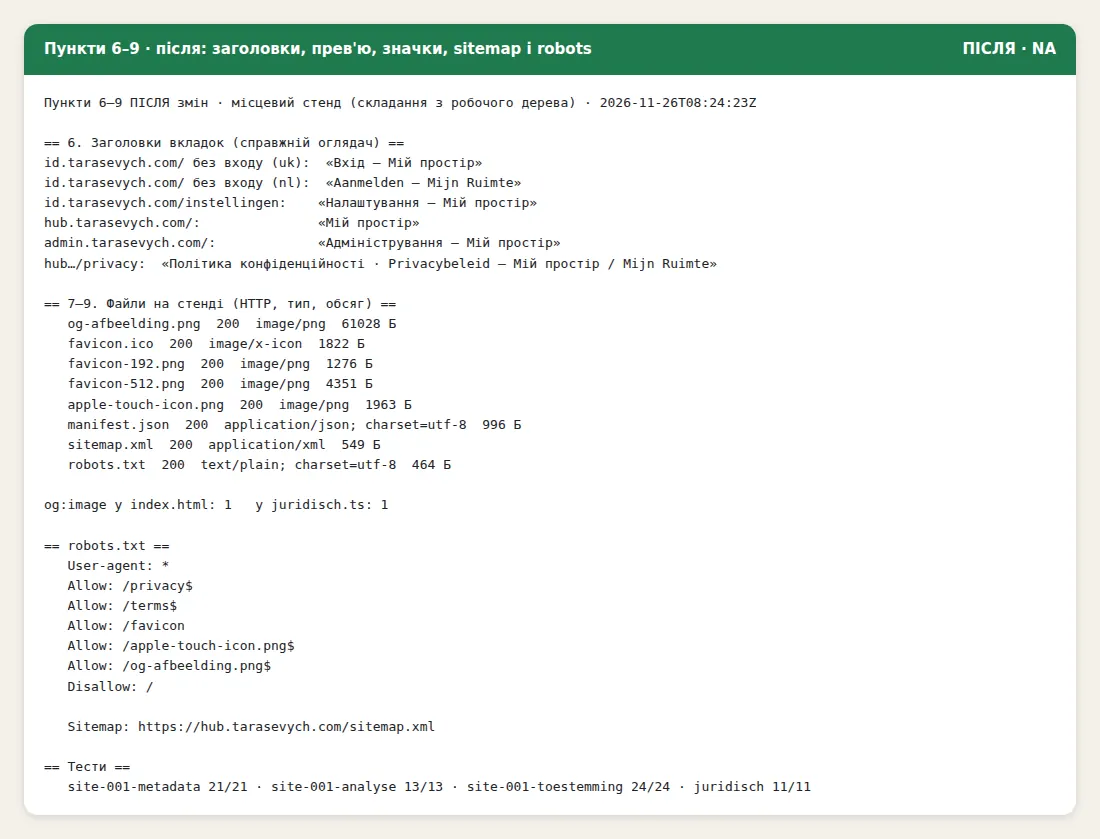 Пункти 6–9 · після: заголовки, прев'ю, значки, sitemap і robots
ПІСЛЯ · NA
Пункти 6–9 ПІСЛЯ змін · місцевий стенд (складання з робочого дерева) · 2026-11-26T08:24:23Z
== 6. Заголовки вкладок (справжній оглядач) ==
id.tarasevych.com/ без входу (uk): «Вхід — Мій простір»
id.tarasevych.com/ без входу (nl): «Aanmelden — Mijn Ruimte»
id.tarasevych.com/instellingen: «Налаштування — Мій простір»
hub.tarasevych.com/: «Мій простір»
admin.tarasevych.com/: «Адміністрування — Мій простір»
hub…/privacy: «Політика конфіденційності · Privacybeleid — Мій простір / Mijn Ruimte»
== 7–9. Файли на стенді (HTTP, тип, обсяг) ==
og-afbeelding.png 200 image/png 61028 Б
favicon.ico 200 image/x-icon 1822 Б
favicon-192.png 200 image/png 1276 Б
favicon-512.png 200 image/png 4351 Б
apple-touch-icon.png 200 image/png 1963 Б
manifest.json 200 application/json; charset=utf-8 996 Б
sitemap.xml 200 application/xml 549 Б
robots.txt 200 text/plain; charset=utf-8 464 Б
og:image у index.html: 1 у juridisch.ts: 1
== robots.txt ==
User-agent: *
Allow: /privacy$
Allow: /terms$
Allow: /favicon
Allow: /apple-touch-icon.png$
Allow: /og-afbeelding.png$
Disallow: /
Sitemap: https://hub.tarasevych.com/sitemap.xml
== Тести ==
site-001-metadata 21/21 · site-001-analyse 13/13 · site-001-toestemming 24/24 · juridisch 11/11